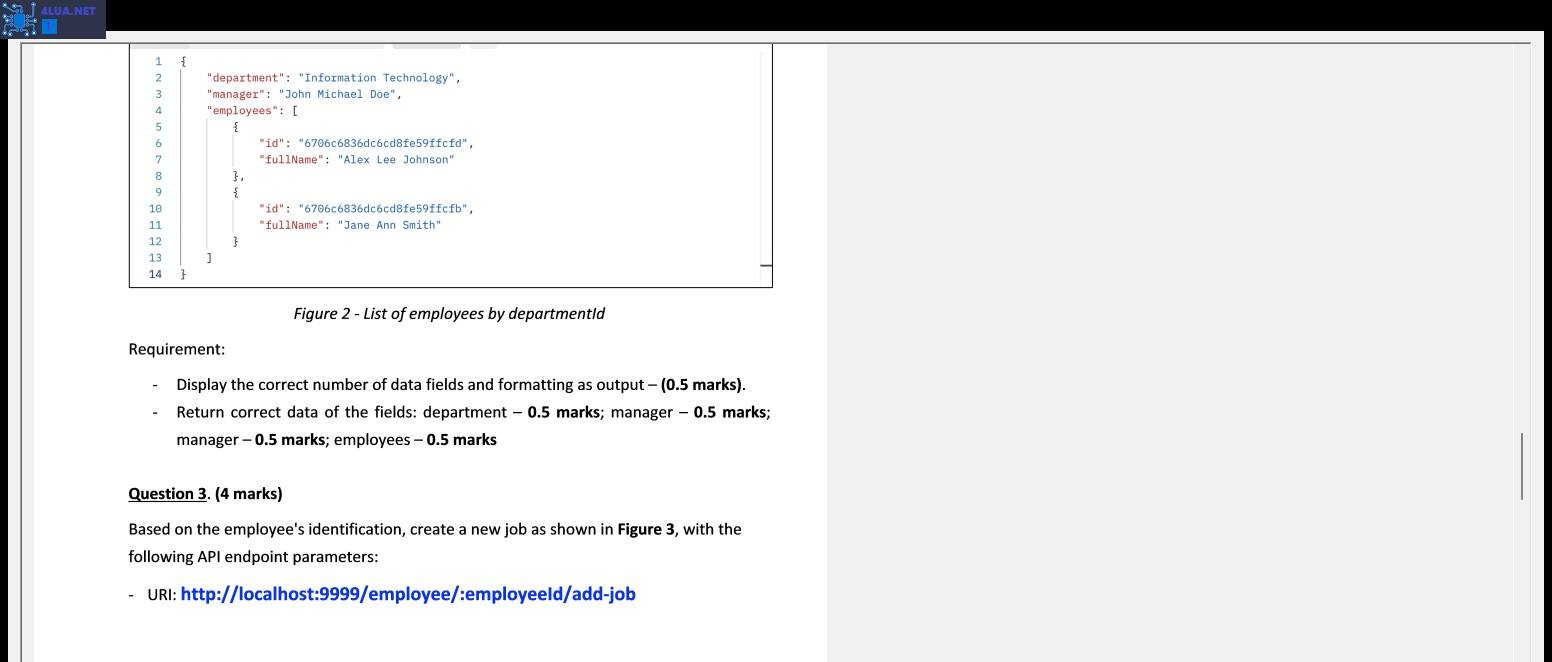 4LUA.NET
1 {
2 "department": "Information Technology",
3 "manager": "John Michael Doe",
4 "employees": [
5 {
6 "id": "6706c6836dc6cd8fe59ffcfd",
7 "fullName": "Alex Lee Johnson"
8 },
9 {
10 "id": "6706c6836dc6cd8fe59ffcfb",
11 "fullName": "Jane Ann Smith"
12 }
13 ]
14 }
Figure 2 - List of employees by departmentId
Requirement:
- Display the correct number of data fields and formatting as output – (0.5 marks).
- Return correct data of the fields: department – 0.5 marks; manager – 0.5 marks;
manager – 0.5 marks; employees – 0.5 marks
Question 3. (4 marks)
Based on the employee's identification, create a new job as shown in Figure 3, with the
following API endpoint parameters:
- URI: http://localhost:9999/employee/:employeeId/add-job